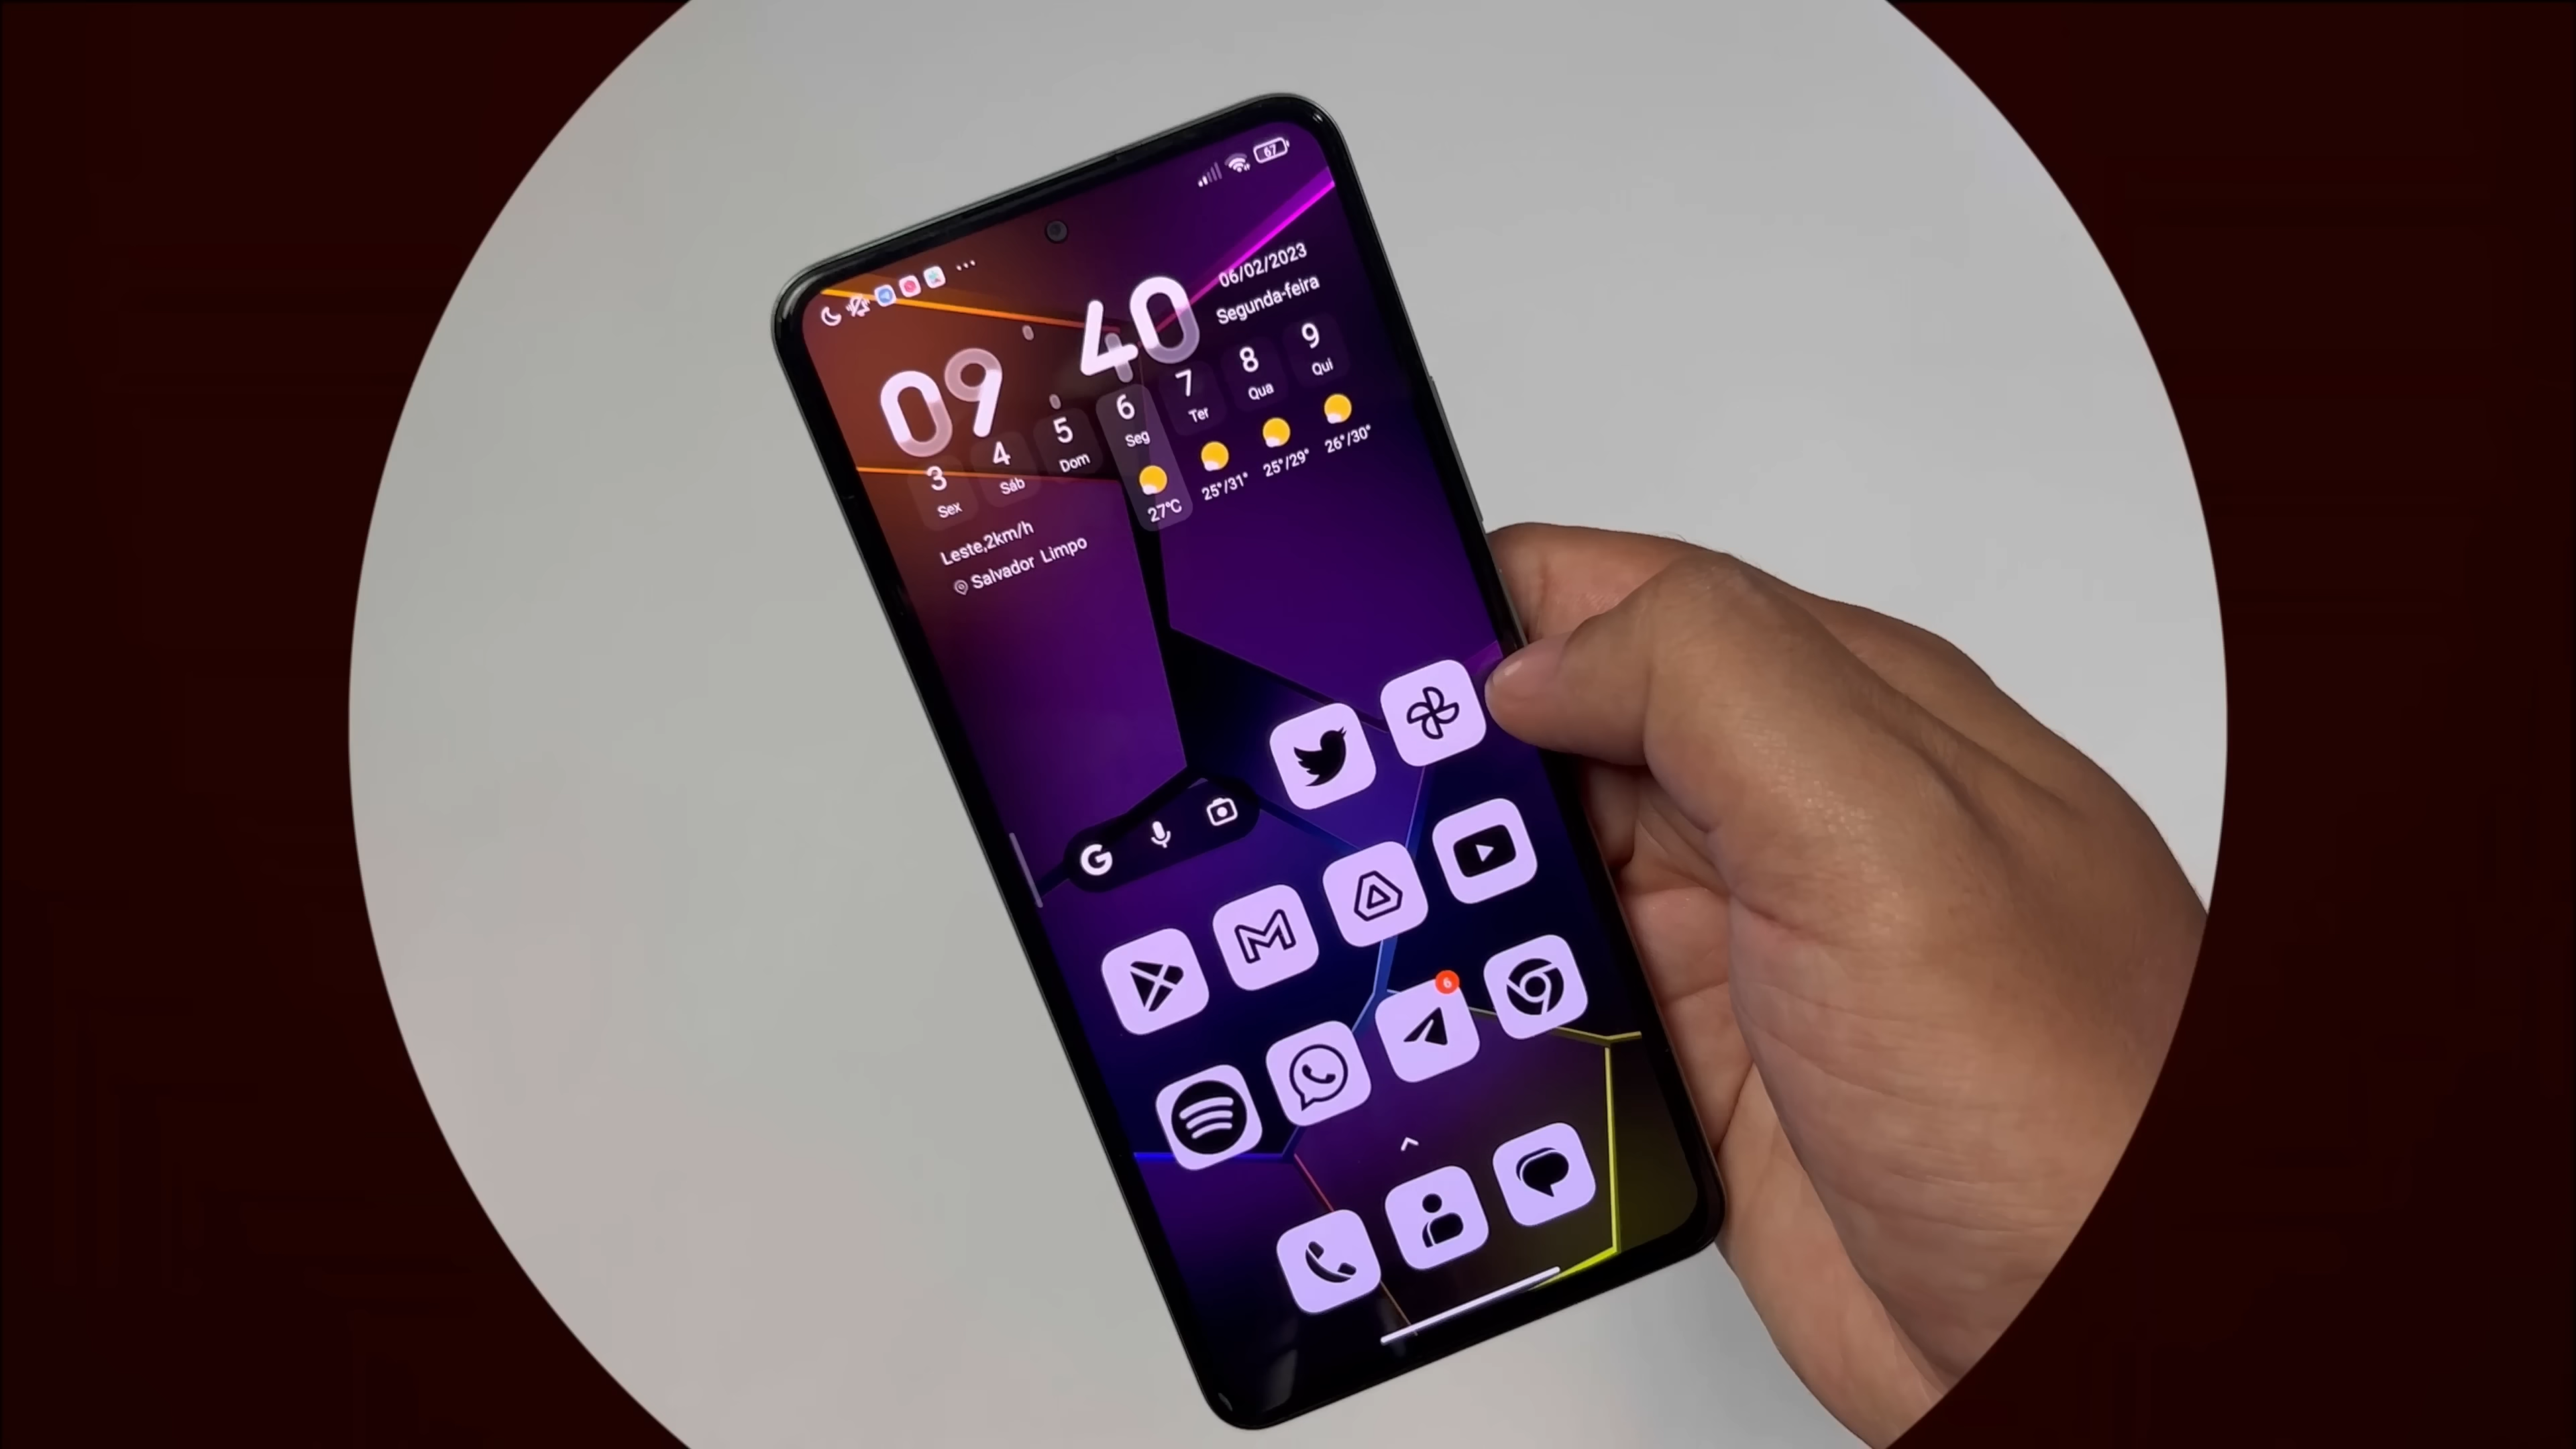 67
09 40
06/02/2023
Segunda-feira
3 4 5 6 7 8 9
Sex Sáb Dom Seg Ter Qua Qui
27°C 25°/31° 25°/29° 26°/30°
Leste,2km/h
Salvador Limpo
G
6